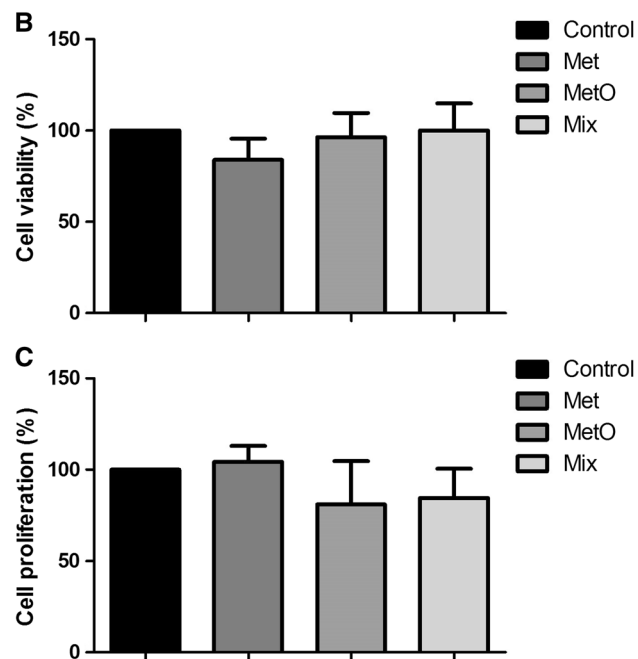 B
Cell viability (%)
150
100
50
0
Control
Met
MetO
Mix
C
Cell proliferation (%)
150
100
50
0
Control
Met
MetO
Mix